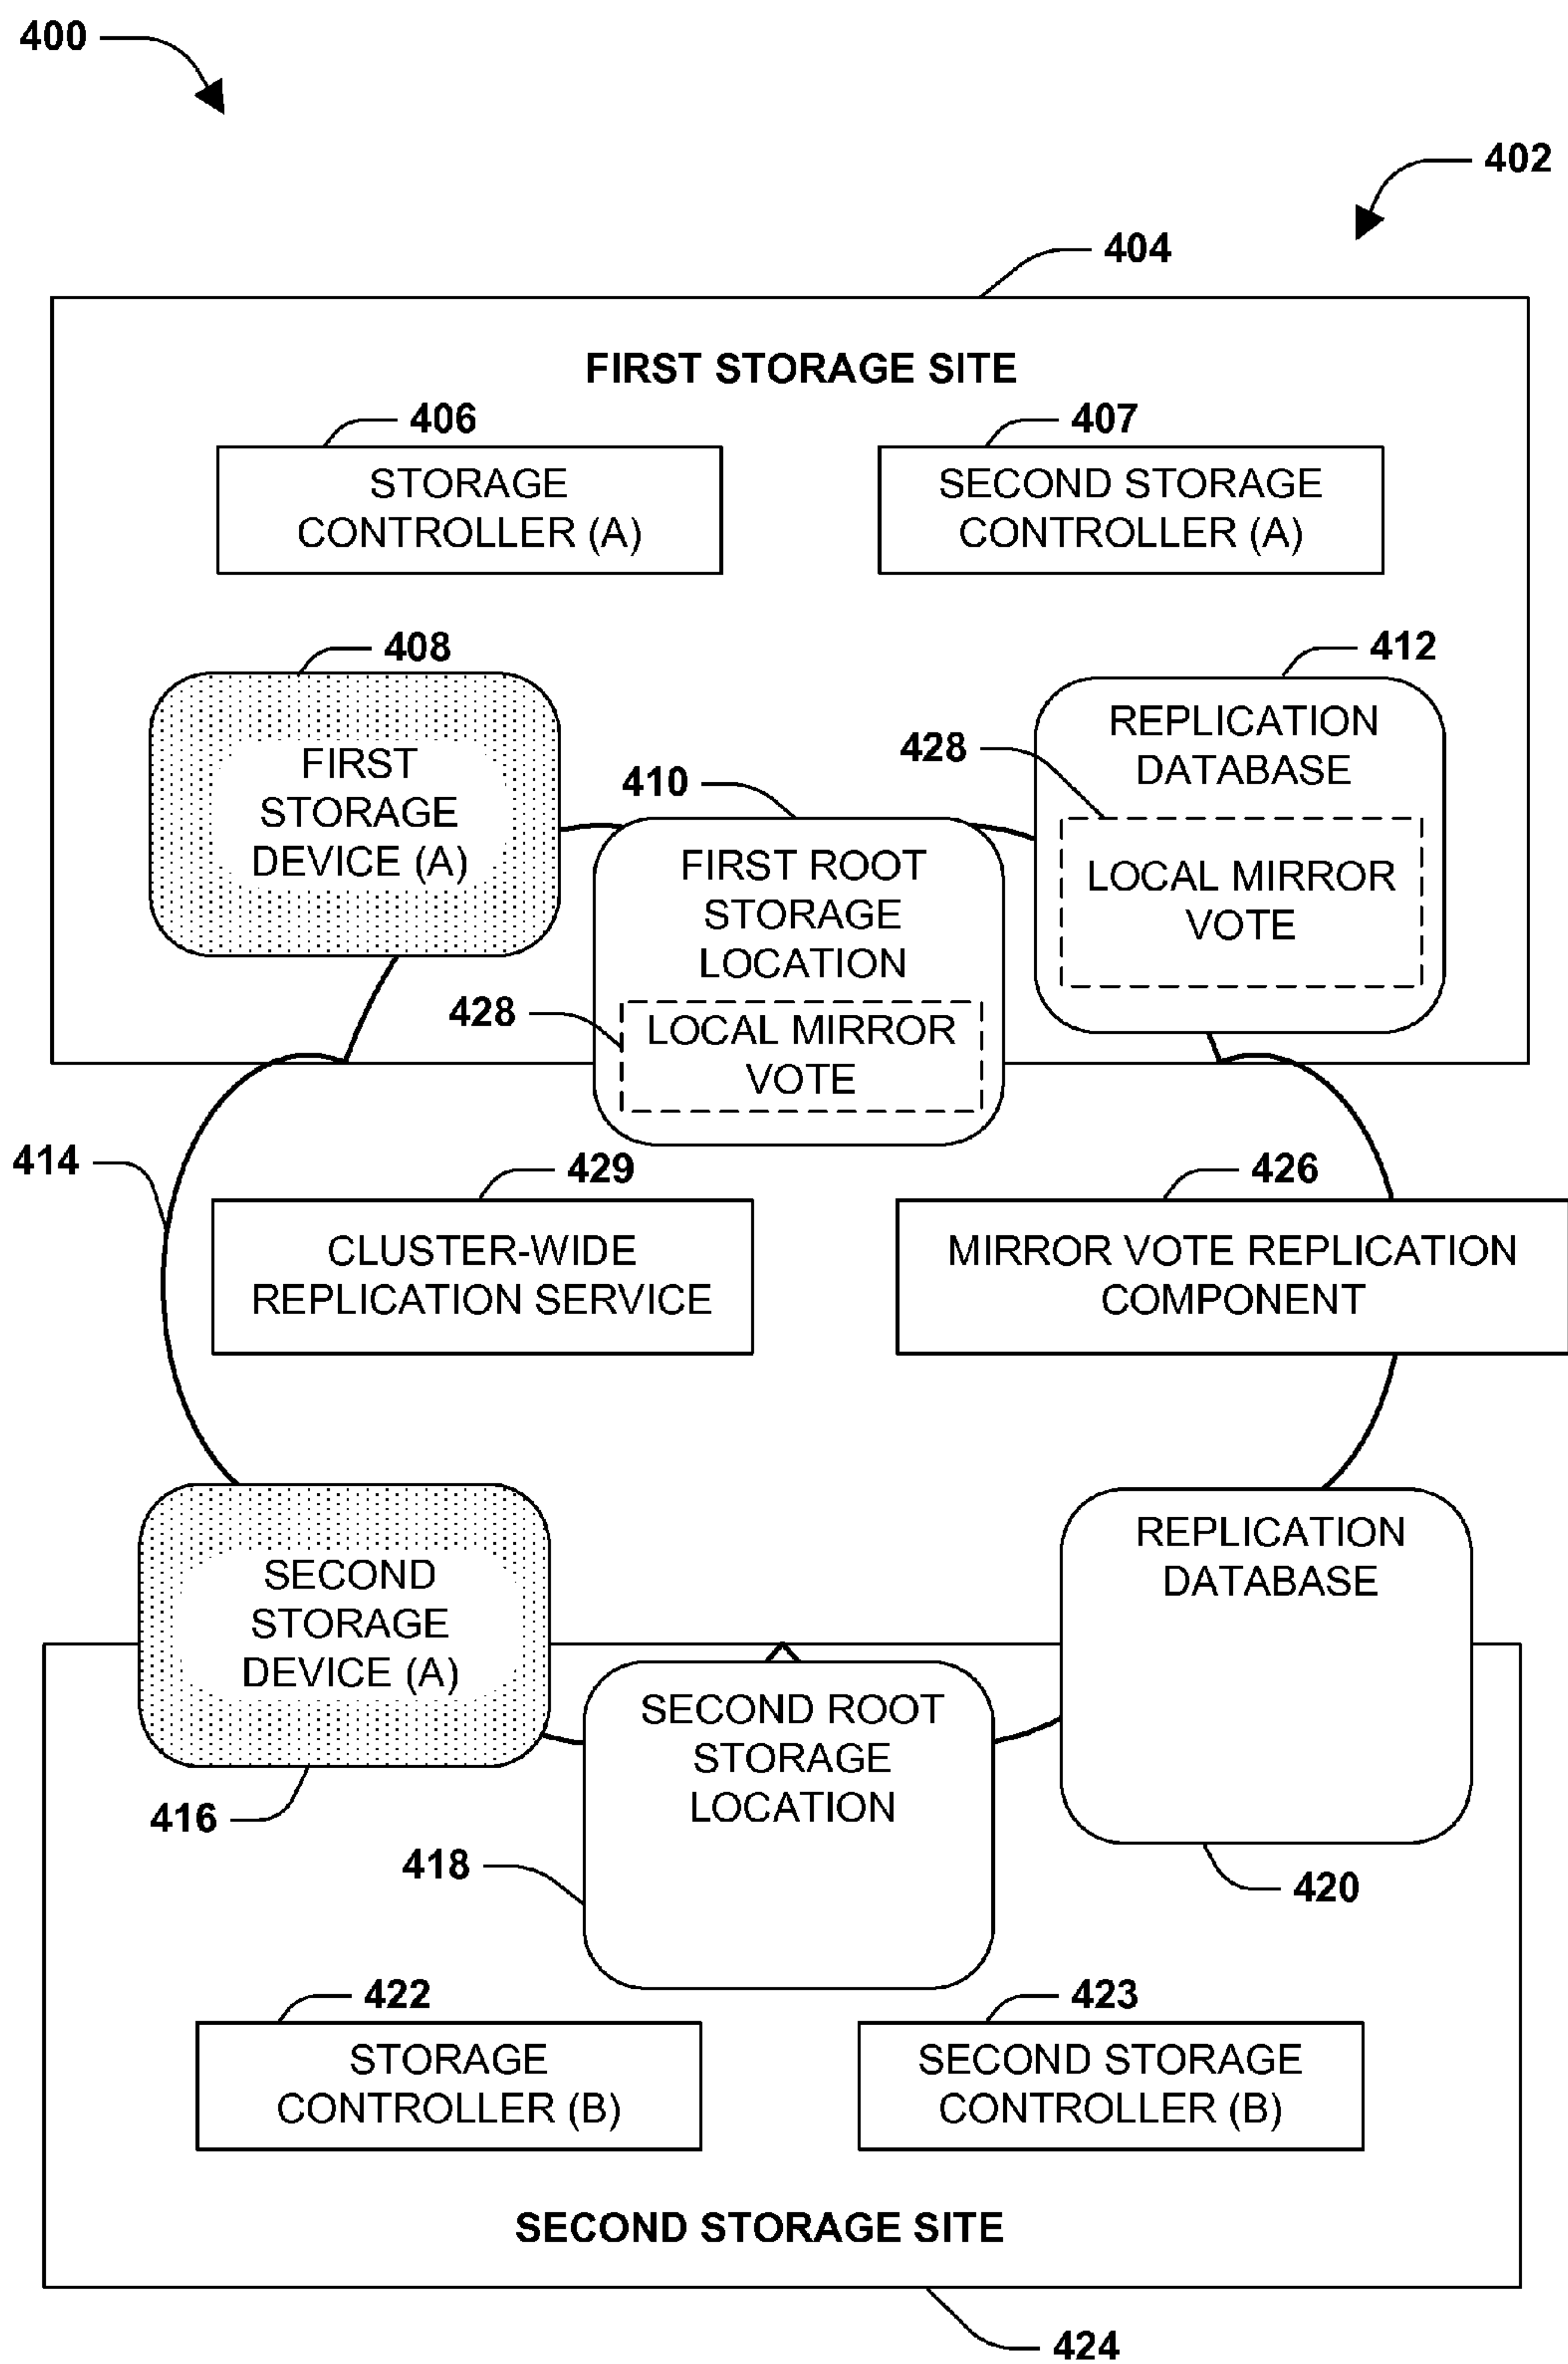 400
402
404
FIRST STORAGE SITE
406
407
STORAGE
CONTROLLER (A)
SECOND STORAGE
CONTROLLER (A)
408
412
FIRST
STORAGE
DEVICE (A)
410
428
REPLICATION
DATABASE
LOCAL MIRROR
VOTE
FIRST ROOT
STORAGE
LOCATION
428
LOCAL MIRROR
VOTE
414
429
426
CLUSTER-WIDE
REPLICATION SERVICE
MIRROR VOTE REPLICATION
COMPONENT
SECOND
STORAGE
DEVICE (A)
REPLICATION
DATABASE
SECOND ROOT
STORAGE
LOCATION
416
418
420
422
423
STORAGE
CONTROLLER (B)
SECOND STORAGE
CONTROLLER (B)
SECOND STORAGE SITE
424